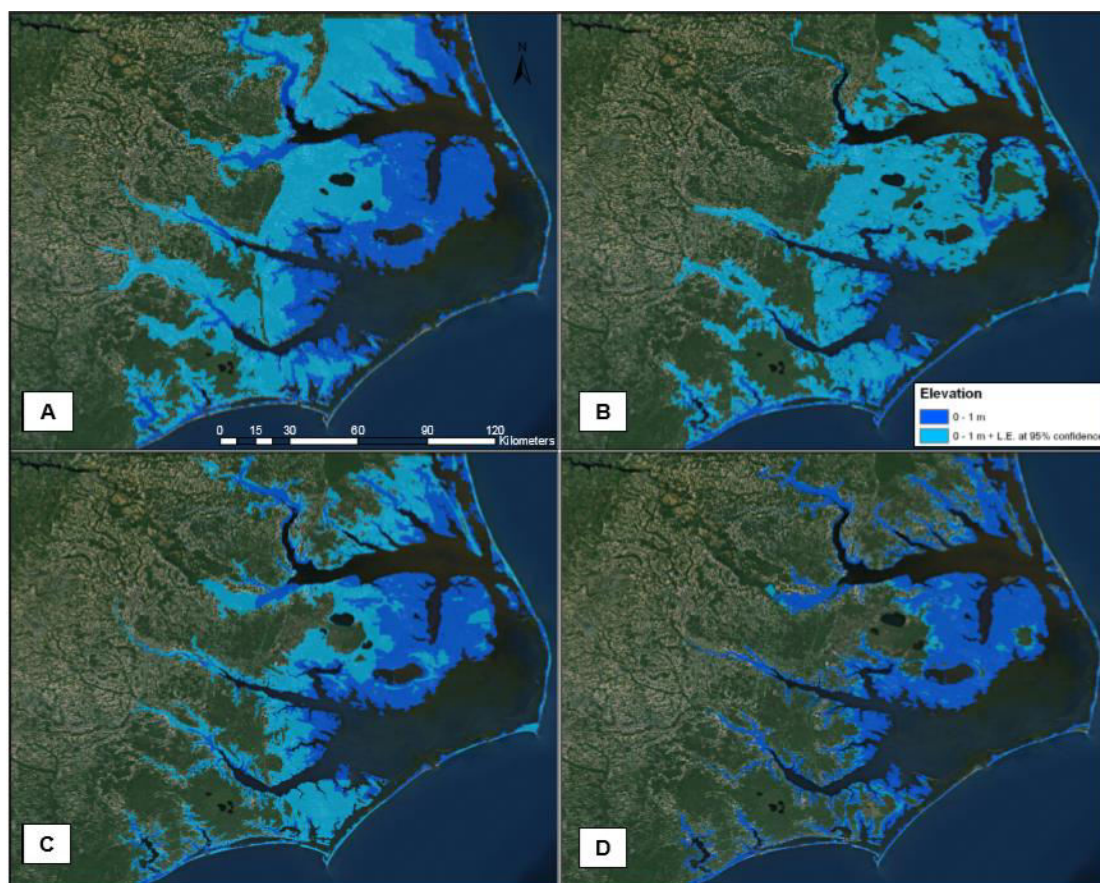 N
A
0 15 30 60 90 120
Kilometers
B
Elevation
0 - 1 m
0 - 1 m + L.E. at 95% confidence
C
D